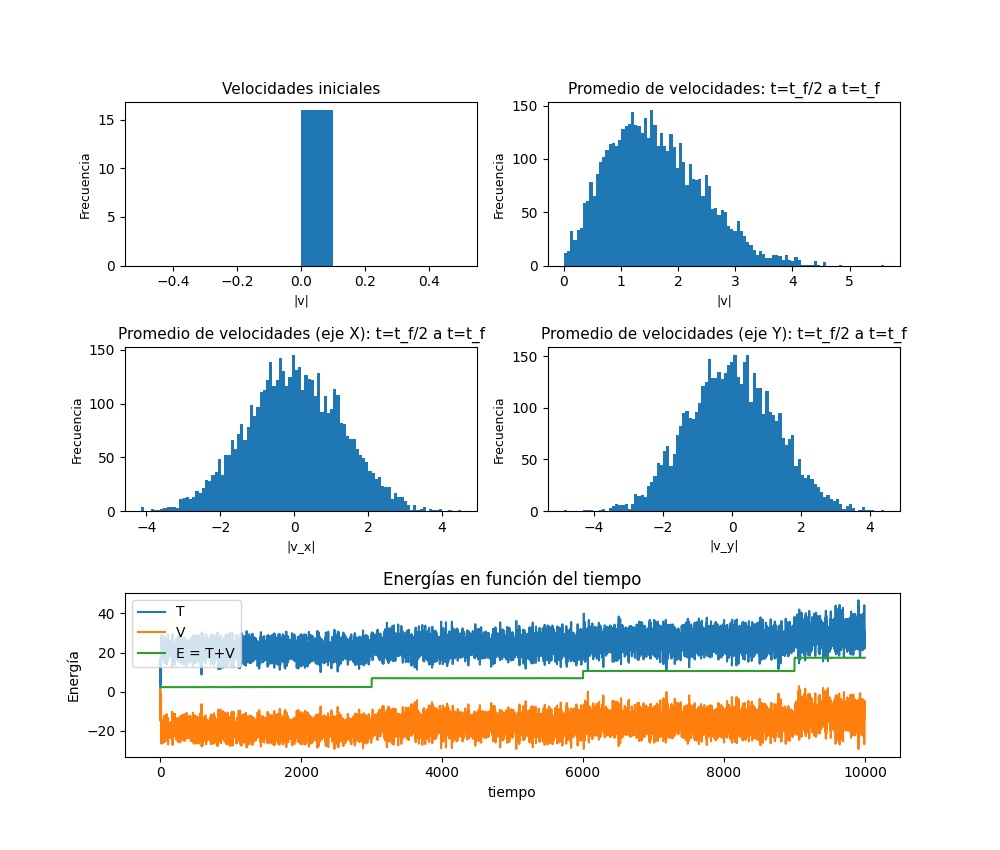 Velocidades iniciales
Frecuencia
15
10
5
0
−0.4 −0.2 0.0 0.2 0.4
|v|
Promedio de velocidades: t=t_f/2 a t=t_f
Frecuencia
150
100
50
0
0 1 2 3 4 5
|v|
Promedio de velocidades (eje X): t=t_f/2 a t=t_f
Frecuencia
150
100
50
0
−4 −2 0 2 4
|v_x|
Promedio de velocidades (eje Y): t=t_f/2 a t=t_f
Frecuencia
150
100
50
0
−4 −2 0 2 4
|v_y|
Energías en función del tiempo
Energía
40
20
0
−20
T
V
E = T+V
0 2000 4000 6000 8000 10000
tiempo